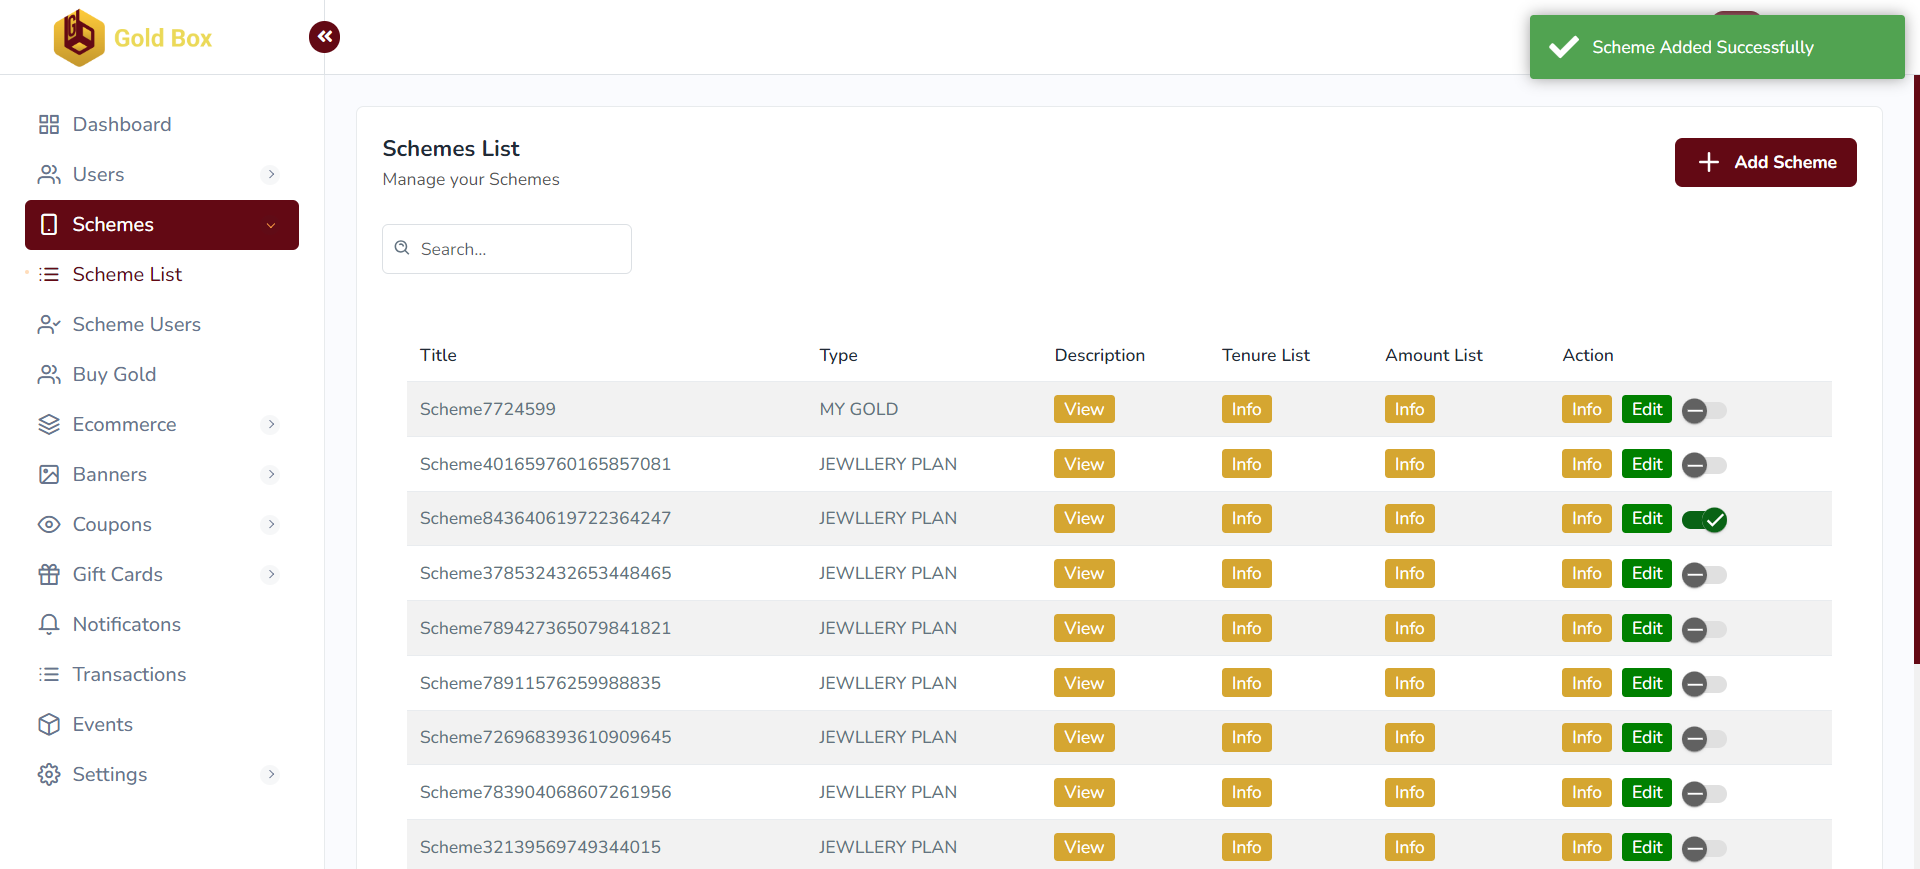 Gold Box
Scheme Added Successfully
Dashboard
Users
Schemes
Scheme List
Scheme Users
Buy Gold
Ecommerce
Banners
Coupons
Gift Cards
Notificatons
Transactions
Events
Settings
Schemes List
Manage your Schemes
Add Scheme
Search...
Title Type Description Tenure List Amount List Action
Scheme7724599 MY GOLD View Info Info Info Edit
Scheme401659760165857081 JEWLLERY PLAN View Info Info Info Edit
Scheme843640619722364247 JEWLLERY PLAN View Info Info Info Edit
Scheme378532432653448465 JEWLLERY PLAN View Info Info Info Edit
Scheme789427365079841821 JEWLLERY PLAN View Info Info Info Edit
Scheme78911576259988835 JEWLLERY PLAN View Info Info Info Edit
Scheme726968393610909645 JEWLLERY PLAN View Info Info Info Edit
Scheme783904068607261956 JEWLLERY PLAN View Info Info Info Edit
Scheme32139569749344015 JEWLLERY PLAN View Info Info Info Edit